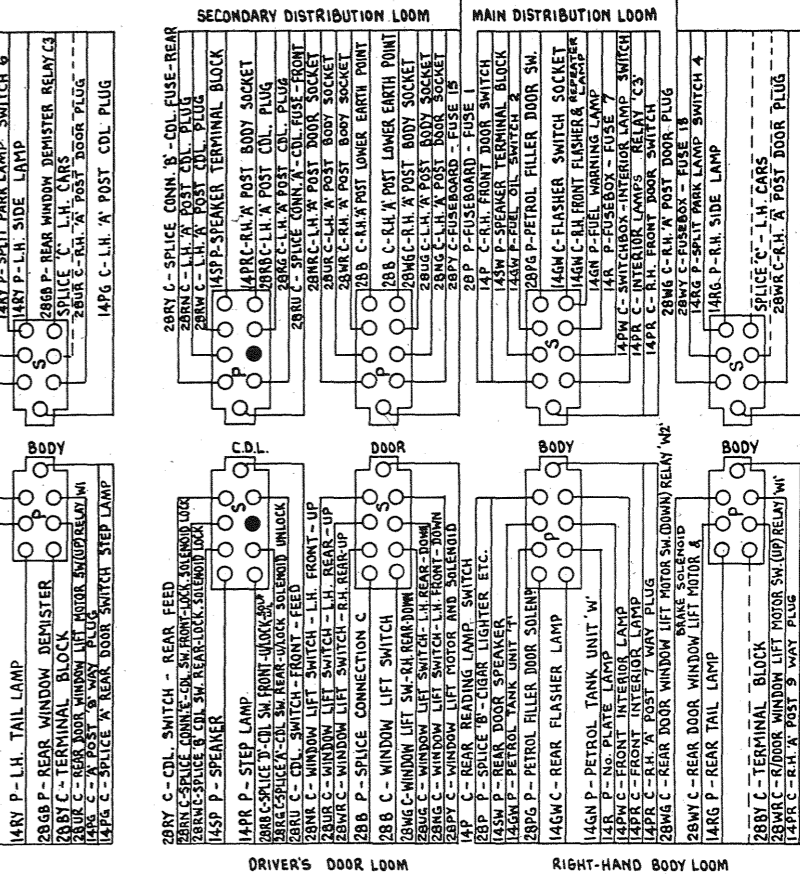 SECONDARY DISTRIBUTION LOOM
MAIN DISTRIBUTION LOOM
14RY P-SPLIT PARK LAMP SWITCH 6
14RY P-L.H. SIDE LAMP
28GB P- REAR WINDOW DEMISTER RELAY C3
SPLICE 'C' L.H. CARS
28UR C-R.H. 'A' POST DOOR PLUG
14PG C- L.H. 'A' POST CDL PLUG
28RY C- SPLICE CONN. 'B' -CDL. FUSE-REAR
28RN C- L.H. 'A' POST CDL. PLUG
28RW C- L.H. 'A' POST CDL. PLUG
14SP P-SPEAKER TERMINAL BLOCK
14PR C-R.H. 'A' POST BODY SOCKET
28RB C-L.H. 'A' POST CDL. PLUG
28RG C-L.H. 'A' POST CDL. PLUG
28RU C- SPLICE CONN. 'A'-CDL. FUSE-FRONT
28NR C-L.H. 'A' POST DOOR SOCKET
28UR C-L.H. 'A' POST BODY SOCKET
28WR C-R.H. 'A' POST BODY SOCKET
28B C-R.H. 'A' POST LOWER EARTH POINT
28B C-R.H. 'A' POST LOWER EARTH POINT
28WG C-R.H. 'A' POST BODY SOCKET
28UG C-L.H. 'A' POST BODY SOCKET
28NG C-L.H. 'A' POST DOOR SOCKET
28PY C-FUSEBOARD - FUSE 15
28P P-FUSEBOARD- FUSE 1
14P C-R.H. FRONT DOOR SWITCH
14SW P-SPEAKER TERMINAL BLOCK
14GW P-FUEL OIL SWITCH 2
28PG P-PETROL FILLER DOOR SW.
14GW C- FLASHER SWITCH SOCKET
14GW C-R.H. FRONT FLASHER & REPEATER LAMP
14GN P-FUEL WARNING LAMP
14R P-FUSEBOX - FUSE 7
14PW C- SWITCHBOX-INTERIOR LAMP SWITCH
14PR C- INTERIOR LAMPS RELAY 'C3
14PR C- R.H. FRONT DOOR SWITCH
28WG C- R.H. 'A' POST DOOR PLUG
28WY C-FUSEBOX - FUSE 18
14RG P-SPLIT PARK LAMP SWITCH 4
14RG. P-R.H. SIDE LAMP
SPLICE 'C' - L.H. CARS
28WR C-R.H. 'A' POST DOOR PLUG
S
P
P
S
S
BODY
C.D.L.
DOOR
BODY
BODY
P
S
S
P
P
14RY P-L.H. TAIL LAMP
28GB P- REAR WINDOW DEMISTER
28BY C-TERMINAL BLOCK
28UR C- REAR DOOR WINDOW LIFT MOTOR SW(UP) RELAY W1
14PG C- 'A' POST 8 WAY PLUG
14PG C- SPLICE 'A' REAR DOOR SWITCH STEP LAMP
28RY C-CDL. SWITCH - REAR FEED
28RN C-SPLICE CONN.'E'-CDL SW. FRONT-LOCK. SOLENOID LOCK
28RW C-SPLICE 'B' CDL SW. REAR-LOCK. SOLENOID LOCK
14SP P-SPEAKER
14PR P-STEP LAMP
28RB C-SPLICE 'D'-CDL SW. FRONT-U/LOCK-
28RG C-SPLICE 'A'-CDL SW. REAR-U/LOCK SOLENOID UNLOCK
28RU C - CDL. SWITCH-FRONT - FEED
28NR C- WINDOW LIFT SWITCH - L.H. FRONT-UP
28UR C- WINDOW LIFT SWITCH - L.H. REAR-UP
28WR C- WINDOW LIFT SWITCH-R.H. REAR-UP
28B P - SPLICE CONNECTION C
28B C-WINDOW LIFT SWITCH
28WG C-WINDOW LIFT SW.-R.H. REAR-DOWN
28UG C-WINDOW LIFT SWITCH-L.H. REAR-DOWN
28NG C-WINDOW LIFT SWITCH-L.H. FRONT-DOWN
28PY C-WINDOW LIFT MOTOR AND SOLENOID
14P C- REAR READING LAMP SWITCH
28P P-SPLICE 'B'-CIGAR LIGHTER ETC.
14SW P-REAR DOOR SPEAKER
14GW P-PETROL TANK UNIT 'T'
28PG P-PETROL FILLER DOOR SOLEND
14GW C- REAR FLASHER LAMP
14GN P-PETROL TANK UNIT 'W'
14R P-No. PLATE LAMP
14PW C-FRONT INTERIOR LAMP
14PR C-FRONT INTERIOR LAMP
14PR C-R.H. 'A' POST 7 WAY PLUG
28WG C- REAR DOOR WINDOW LIFT MOTOR SW.(DOWN) RELAY 'W2'
28WY C-REAR DOOR WINDOW LIFT MOTOR & BRAKE SOLENOID
14RG P-REAR TAIL LAMP
28BY C-TERMINAL BLOCK
28WR C-R/DOOR WINDOW LIFT MOTOR SW.(UP) RELAY 'W1'
14PR C-R.H. 'A' POST 9 WAY PLUG
DRIVER'S DOOR LOOM
RIGHT-HAND BODY LOOM